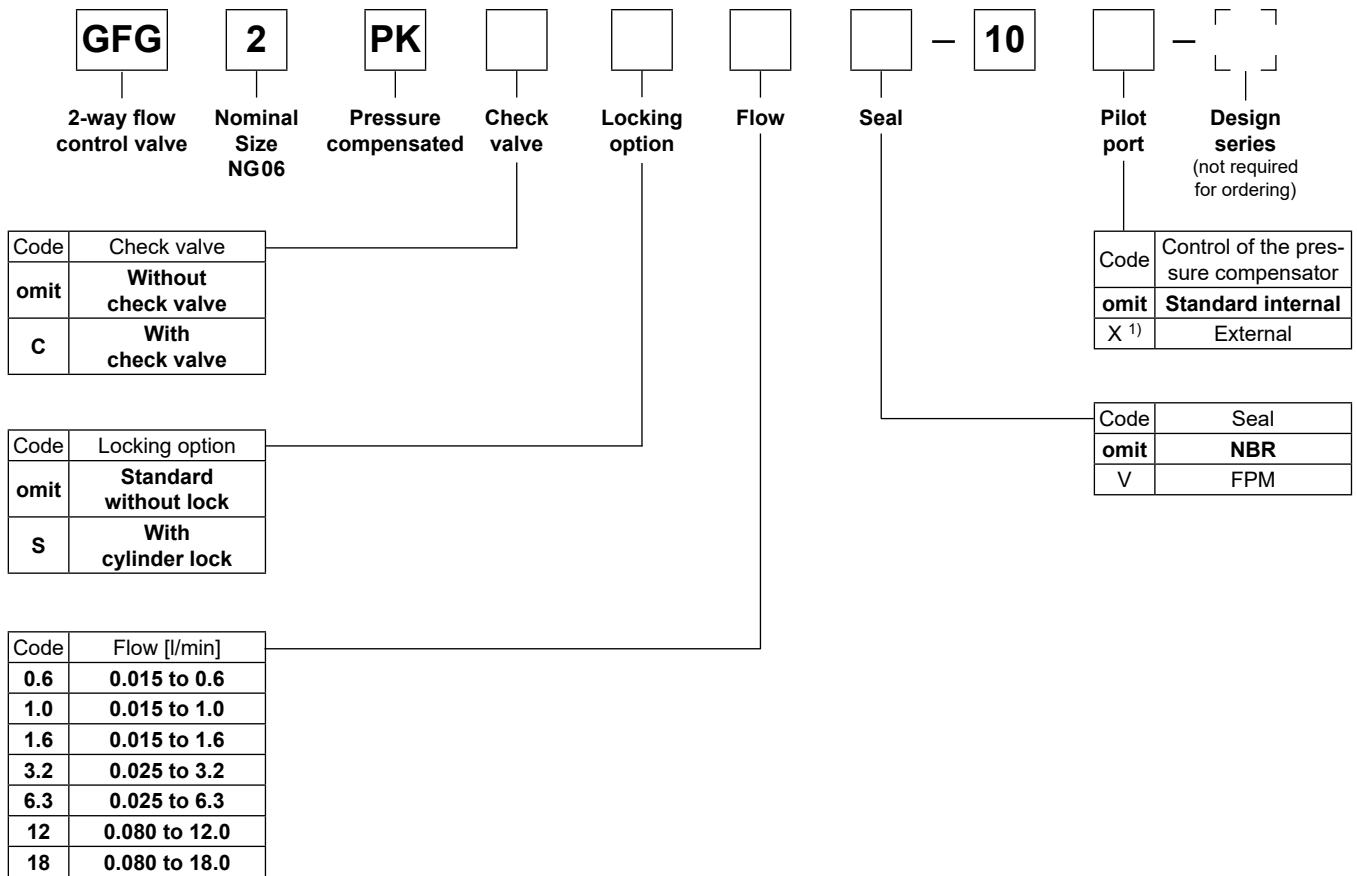 GFG 2 PK – 10 –
2-way flow
control valve
Nominal
Size
NG06
Pressure
compensated
Check
valve
Locking
option
Flow
Seal
Pilot
port
Design
series
(not required
for ordering)
Code Check valve
omit Without
check valve
C With
check valve
Code Control of the pres-
sure compensator
omit Standard internal
X 1) External
Code Locking option
omit Standard
without lock
S With
cylinder lock
Code Seal
omit NBR
V FPM
Code Flow [l/min]
0.6 0.015 to 0.6
1.0 0.015 to 1.0
1.6 0.015 to 1.6
3.2 0.025 to 3.2
6.3 0.025 to 6.3
12 0.080 to 12.0
18 0.080 to 18.0